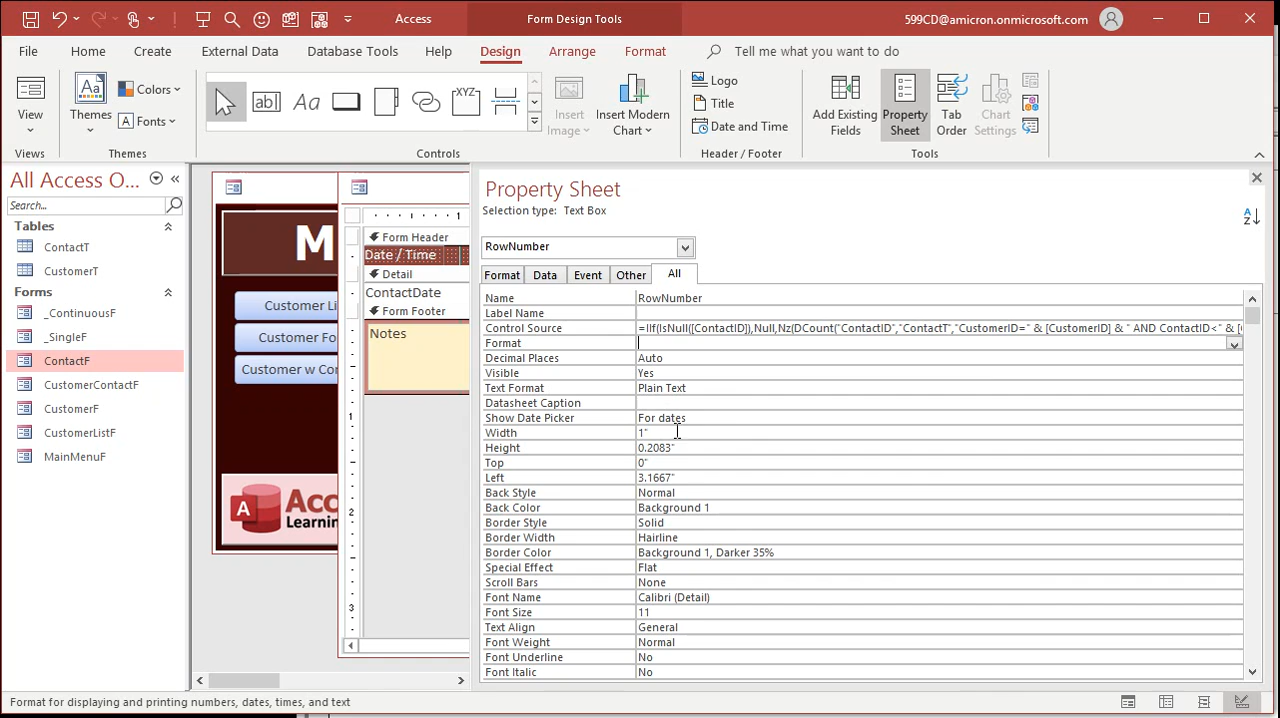 Access
Form Design Tools
599CD@amicron.onmicrosoft.com
File Home Create External Data Database Tools Help Design Arrange Format Tell me what you want to do
View
Views
Aa
Themes
Colors
Fonts
Themes
ab|
Aa
XYZ
Controls
Insert
Image
Insert Modern
Chart
Logo
Title
Date and Time
Header / Footer
Add Existing
Fields
Property
Sheet
Tab
Order
Chart
Settings
Tools
All Access O...
Search...
Tables
ContactT
CustomerT
Forms
_ContinuousF
_SingleF
ContactF
CustomerContactF
CustomerF
CustomerListF
MainMenuF
M
Customer Li
Customer Fo
Customer w Co
A
Acc
Learnin
1
Form Header
Date / Time
Detail
ContactDate
Form Footer
Notes
1
2
3
Property Sheet
Selection type: Text Box
A
Z
RowNumber
Format Data Event Other All
Name RowNumber
Label Name
Control Source =IIf(IsNull([ContactID]),Null,Nz(DCount("ContactID","ContactT","CustomerID=" & [CustomerID] & " AND ContactID<" & [
Format
Decimal Places Auto
Visible Yes
Text Format Plain Text
Datasheet Caption
Show Date Picker For dates
Width 1"
Height 0.2083"
Top 0"
Left 3.1667"
Back Style Normal
Back Color Background 1
Border Style Solid
Border Width Hairline
Border Color Background 1, Darker 35%
Special Effect Flat
Scroll Bars None
Font Name Calibri (Detail)
Font Size 11
Text Align General
Font Weight Normal
Font Underline No
Font Italic No
Format for displaying and printing numbers, dates, times, and text